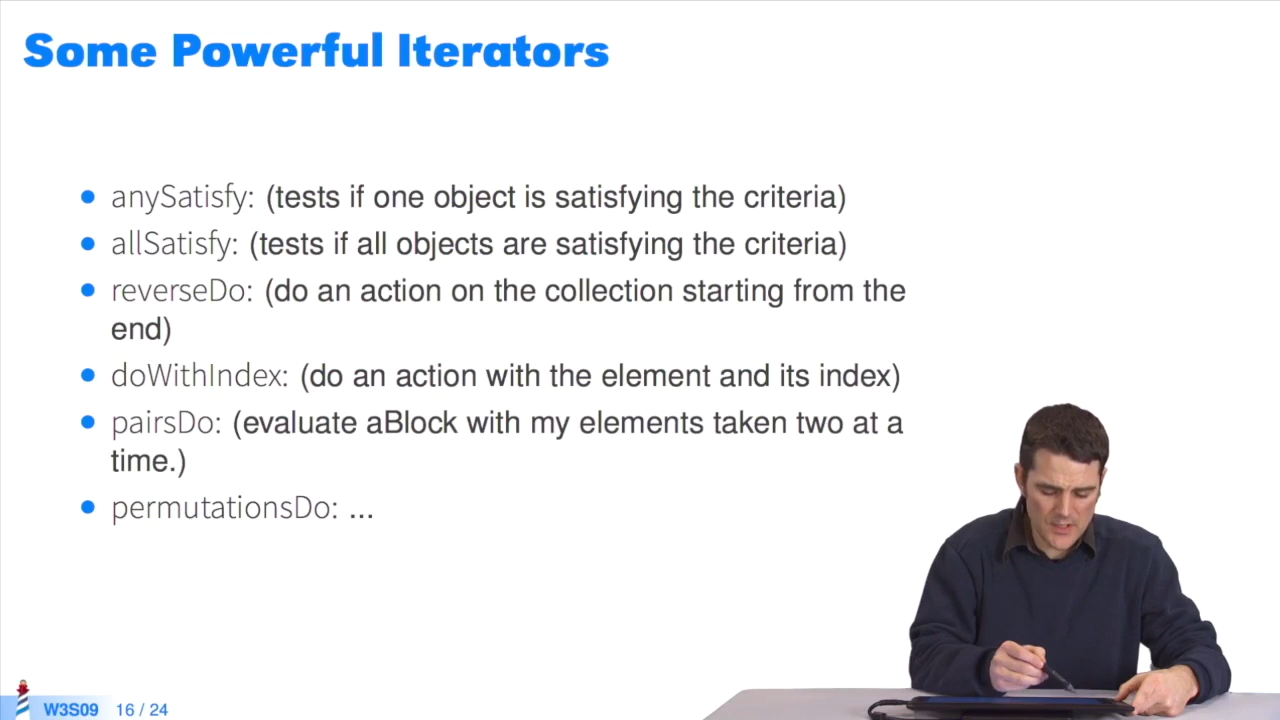 Some Powerful Iterators
• anySatisfy: (tests if one object is satisfying the criteria)
• allSatisfy: (tests if all objects are satisfying the criteria)
• reverseDo: (do an action on the collection starting from the
end)
• doWithIndex: (do an action with the element and its index)
• pairsDo: (evaluate aBlock with my elements taken two at a
time.)
• permutationsDo: ...
W3S09 16 / 24